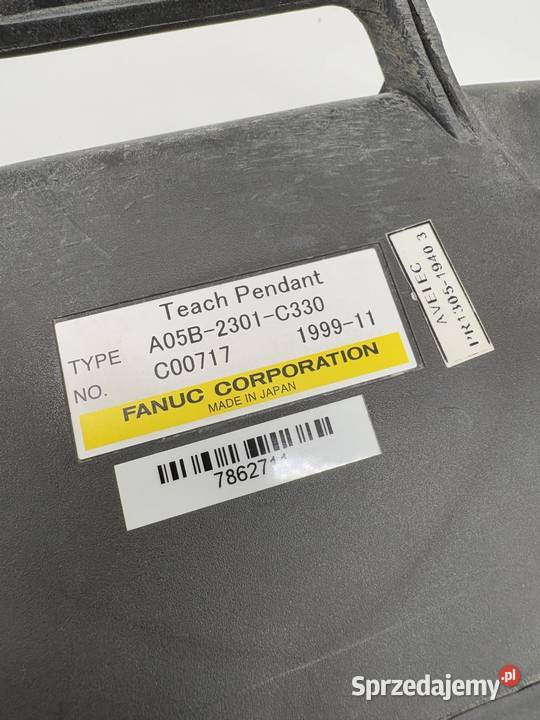 Teach Pendant
TYPE A05B-2301-C330
NO. C00717 1999-11
FANUC CORPORATION
MADE IN JAPAN
AVELEC
PR1305-1940 3
Sprzedajemy.pl